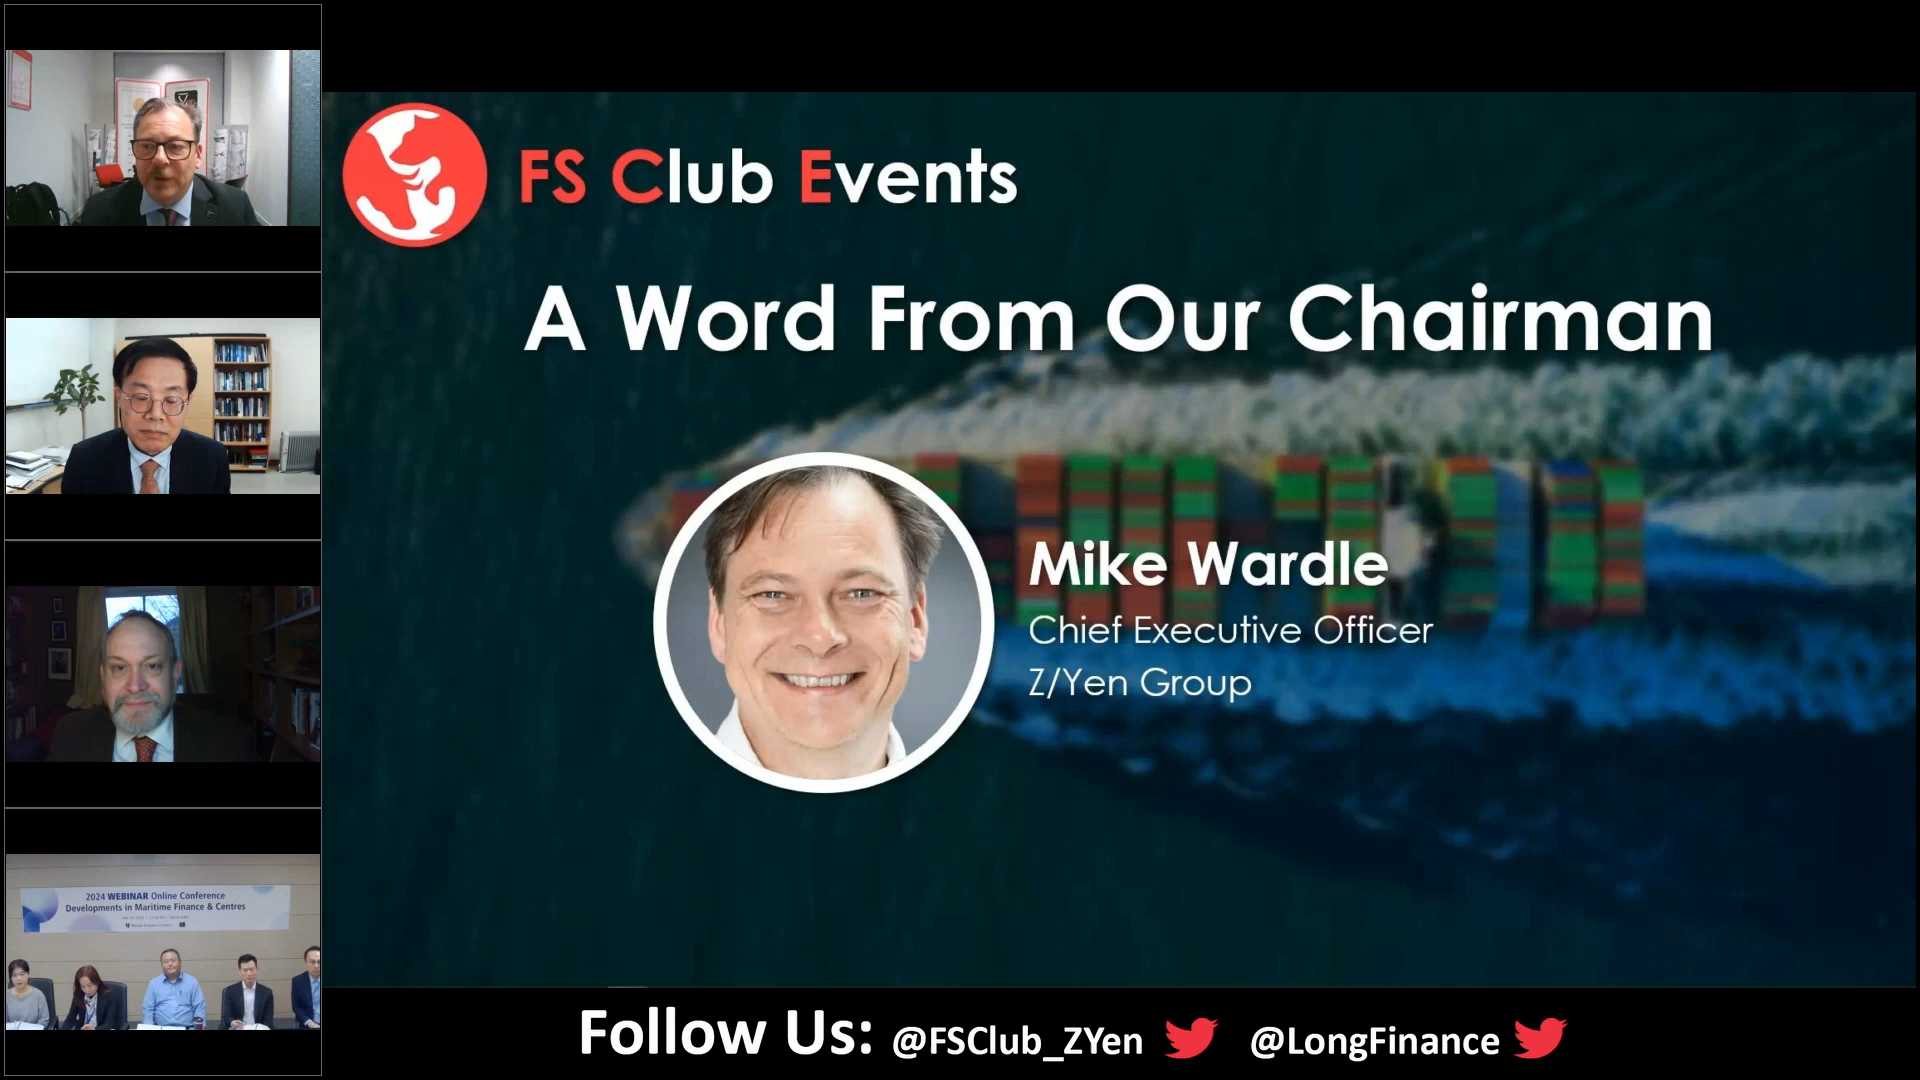 FS Club Events
A Word From Our Chairman
Mike Wardle
Chief Executive Officer
Z/Yen Group
2024 WEBINAR Online Conference
Developments in Maritime Finance & Centres
Follow Us: @FSClub_ZYen @LongFinance